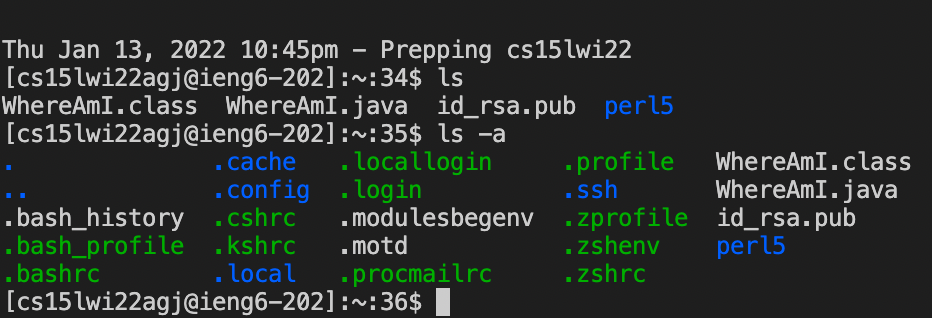 Thu Jan 13, 2022 10:45pm - Prepping cs15lwi22
[cs15lwi22agj@ieng6-202]:~:34$ ls
WhereAmI.class  WhereAmI.java  id_rsa.pub  perl5
[cs15lwi22agj@ieng6-202]:~:35$ ls -a
.              .cache   .locallogin      .profile   WhereAmI.class
..             .config  .login           .ssh       WhereAmI.java
.bash_history  .cshrc   .modulesbegenv   .zprofile  id_rsa.pub
.bash_profile  .kshrc   .motd            .zshenv    perl5
.bashrc        .local   .procmailrc      .zshrc
[cs15lwi22agj@ieng6-202]:~:36$